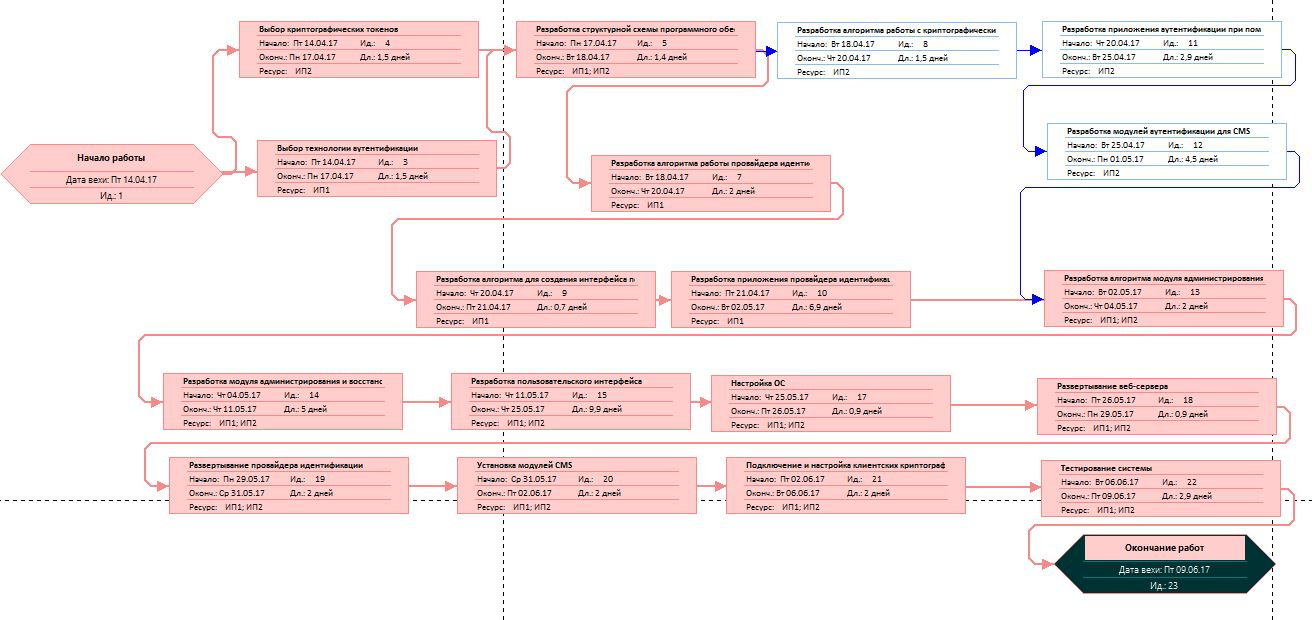 Выбор криптографических токенов
Начало: Пт 14.04.17 Ид.: 4
Оконч.: Пн 17.04.17 Дл.: 1,5 дней
Ресурс: ИП2
Разработка структурной схемы программного обе
Начало: Пн 17.04.17 Ид.: 5
Оконч.: Вт 18.04.17 Дл.: 1,4 дней
Ресурс: ИП1; ИП2
Разработка алгоритма работы с криптографически
Начало: Вт 18.04.17 Ид.: 8
Оконч.: Чт 20.04.17 Дл.: 1,5 дней
Ресурс: ИП2
Разработка приложения аутентификации при пом
Начало: Чт 20.04.17 Ид.: 11
Оконч.: Вт 25.04.17 Дл.: 2,9 дней
Ресурс: ИП2
Начало работы
Дата вехи: Пт 14.04.17
Ид.: 1
Выбор технологии аутентификации
Начало: Пт 14.04.17 Ид.: 3
Оконч.: Пн 17.04.17 Дл.: 1,5 дней
Ресурс: ИП1
Разработка алгоритма работы провайдера иденти
Начало: Вт 18.04.17 Ид.: 7
Оконч.: Чт 20.04.17 Дл.: 2 дней
Ресурс: ИП1
Разработка модулей аутентификации для CMS
Начало: Вт 25.04.17 Ид.: 12
Оконч.: Пн 01.05.17 Дл.: 4,5 дней
Ресурс: ИП2
Разработка алгоритма для создания интерфейса п
Начало: Чт 20.04.17 Ид.: 9
Оконч.: Пт 21.04.17 Дл.: 0,7 дней
Ресурс: ИП1
Разработка приложения провайдера идентификац
Начало: Пт 21.04.17 Ид.: 10
Оконч.: Вт 02.05.17 Дл.: 6,9 дней
Ресурс: ИП1
Разработка алгоритма модуля администрирования
Начало: Вт 02.05.17 Ид.: 13
Оконч.: Чт 04.05.17 Дл.: 2 дней
Ресурс: ИП1; ИП2
Разработка модуля администрирования и восстанс
Начало: Чт 04.05.17 Ид.: 14
Оконч.: Чт 11.05.17 Дл.: 5 дней
Ресурс: ИП1; ИП2
Разработка пользовательского интерфейса
Начало: Чт 11.05.17 Ид.: 15
Оконч.: Чт 25.05.17 Дл.: 9,9 дней
Ресурс: ИП1; ИП2
Настройка ОС
Начало: Чт 25.05.17 Ид.: 17
Оконч.: Пт 26.05.17 Дл.: 0,9 дней
Ресурс: ИП1; ИП2
Развертывание веб-сервера
Начало: Пт 26.05.17 Ид.: 18
Оконч.: Пн 29.05.17 Дл.: 0,9 дней
Ресурс: ИП1; ИП2
Развертывание провайдера идентификации
Начало: Пн 29.05.17 Ид.: 19
Оконч.: Ср 31.05.17 Дл.: 2 дней
Ресурс: ИП1; ИП2
Установка модулей CMS
Начало: Ср 31.05.17 Ид.: 20
Оконч.: Пт 02.06.17 Дл.: 2 дней
Ресурс: ИП1; ИП2
Подключение и настройка клиентских криптограф
Начало: Пт 02.06.17 Ид.: 21
Оконч.: Вт 06.06.17 Дл.: 2 дней
Ресурс: ИП1; ИП2
Тестирование системы
Начало: Вт 06.06.17 Ид.: 22
Оконч.: Пт 09.06.17 Дл.: 2,9 дней
Ресурс: ИП1; ИП2
Окончание работ
Дата вехи: Пт 09.06.17
Ид.: 23